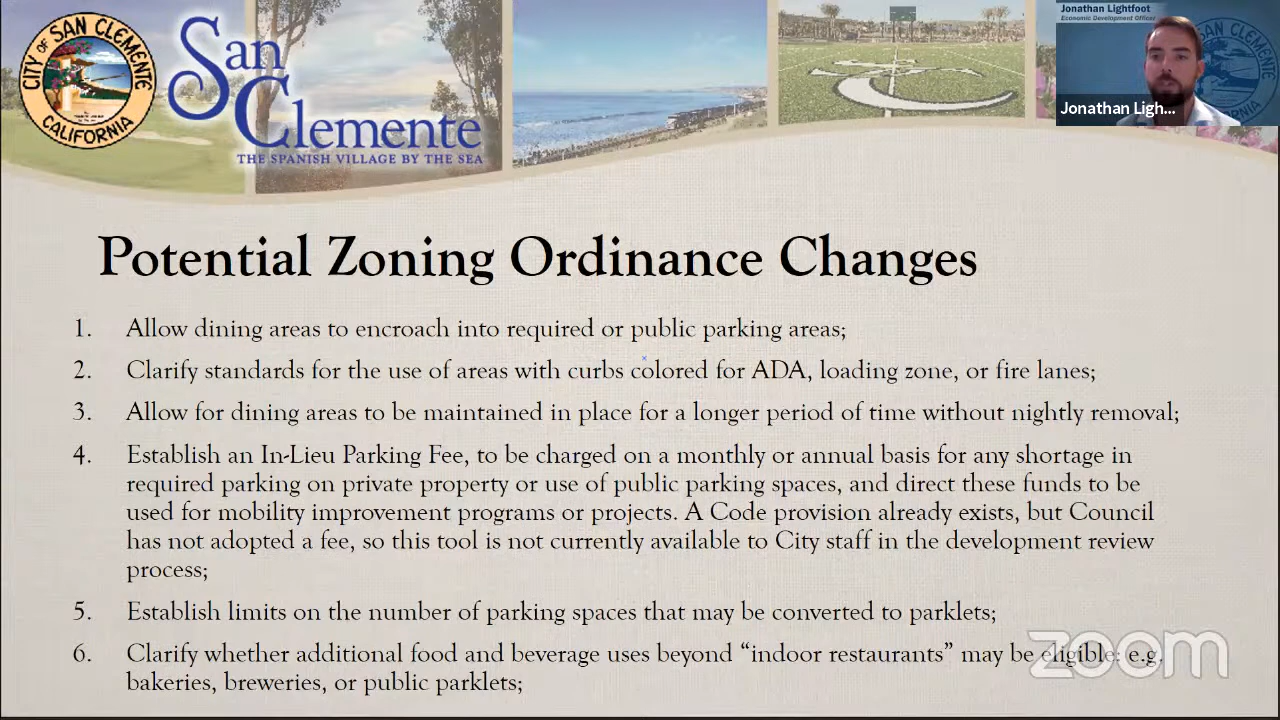 CITY OF SAN CLEMENTE
CALIFORNIA
San
Clemente
THE SPANISH VILLAGE BY THE SEA
Jonathan Lightfoot
Economic Development Officer
SAN CLEMENTE
Jonathan Ligh...
Potential Zoning Ordinance Changes
1. Allow dining areas to encroach into required or public parking areas;
2. Clarify standards for the use of areas with curbs colored for ADA, loading zone, or fire lanes;
3. Allow for dining areas to be maintained in place for a longer period of time without nightly removal;
4. Establish an In-Lieu Parking Fee, to be charged on a monthly or annual basis for any shortage in
required parking on private property or use of public parking spaces, and direct these funds to be
used for mobility improvement programs or projects. A Code provision already exists, but Council
has not adopted a fee, so this tool is not currently available to City staff in the development review
process;
5. Establish limits on the number of parking spaces that may be converted to parklets;
6. Clarify whether additional food and beverage uses beyond “indoor restaurants” may be eligible: e.g.
bakeries, breweries, or public parklets;
zoom